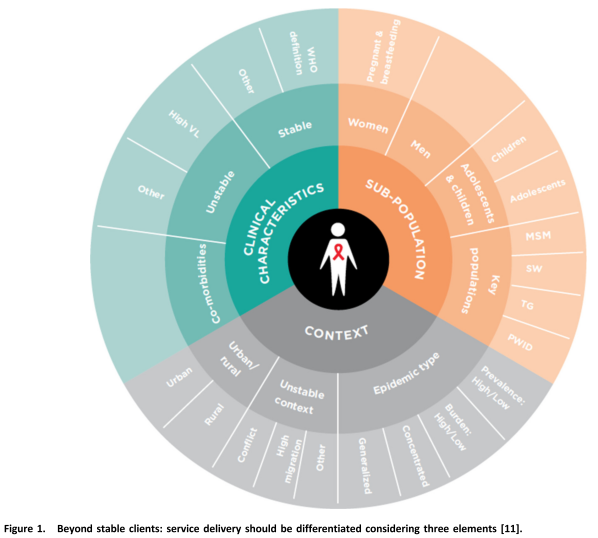 CLINICAL
CHARACTERISTICS
Stable
WHO
definition
Other
Unstable
High VL
Other
Co-morbidities
SUB-POPULATION
Women
Pregnant &
breastfeeding
Men
Adolescents
& children
Children
Adolescents
Key
populations
MSM
SW
TG
PWID
CONTEXT
Urban/
rural
Urban
Rural
Unstable
context
Conflict
High
migration
Other
Epidemic type
Generalized
Concentrated
Burden:
High/Low
Prevalence:
High/Low
Figure 1. Beyond stable clients: service delivery should be differentiated considering three elements [11].